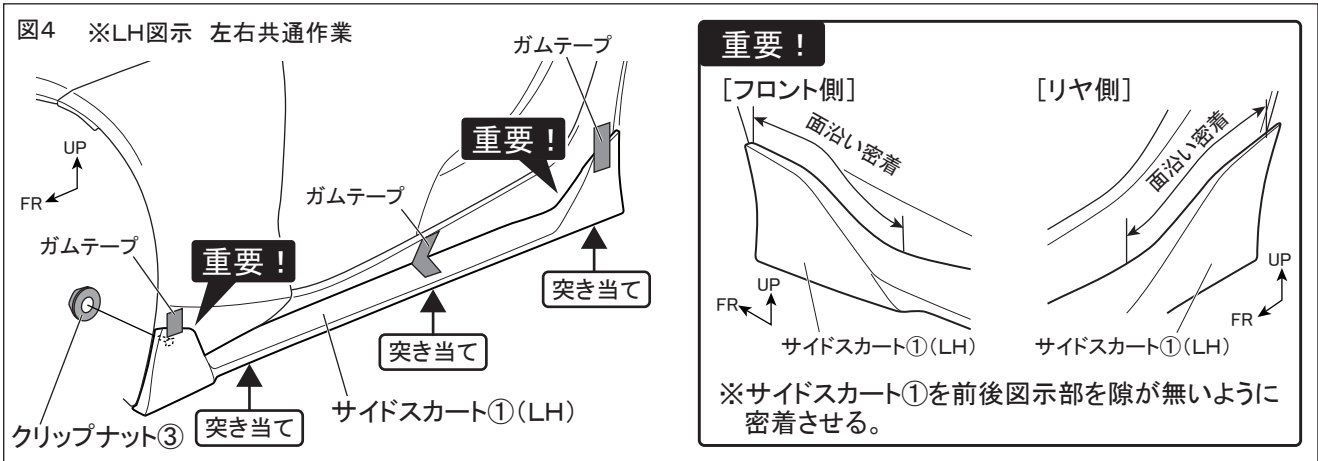 図4　※LH図示　左右共通作業
ガムテープ
重要！
UP
FR
ガムテープ
ガムテープ
重要！
突き当て
突き当て
サイドスカート①(LH)
突き当て
クリップナット③
重要！
［フロント側］
［リヤ側］
面沿い密着
面沿い密着
UP
FR
UP
FR
サイドスカート①(LH)
サイドスカート①(LH)
※サイドスカート①を前後図示部を隙が無いように
密着させる。